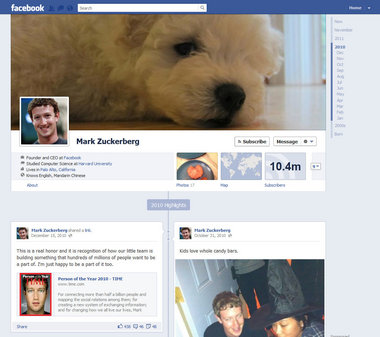 facebook
Search
Home
Now
November
2011
2010
Dec
Nov
Oct
Sep
Aug
Jul
Jun
May
Apr
Mar
Feb
Jan
2000s
Born
Mark Zuckerberg
Subscribe
Message
Founder and CEO at Facebook
Studied Computer Science at Harvard University
Lives in Palo Alto, California
Knows English, Mandarin Chinese
10.4m
About
Photos 17
Map
Subscribers
2010 Highlights
Mark Zuckerberg shared a link.
December 15, 2010
This is a real honor and it is recognition of how our little team is
building something that hundreds of millions of people want to be
a part of. I'm just happy to be a part of it too.
Person of the Year 2010 - TIME
www.time.com
For connecting more than half a billion people and
mapping the social relations among them; for
creating a new system of exchanging information;
and for changing how we all live our lives, Mark
Share
Mark Zuckerberg
October 31, 2010
Kids love whole candy bars.